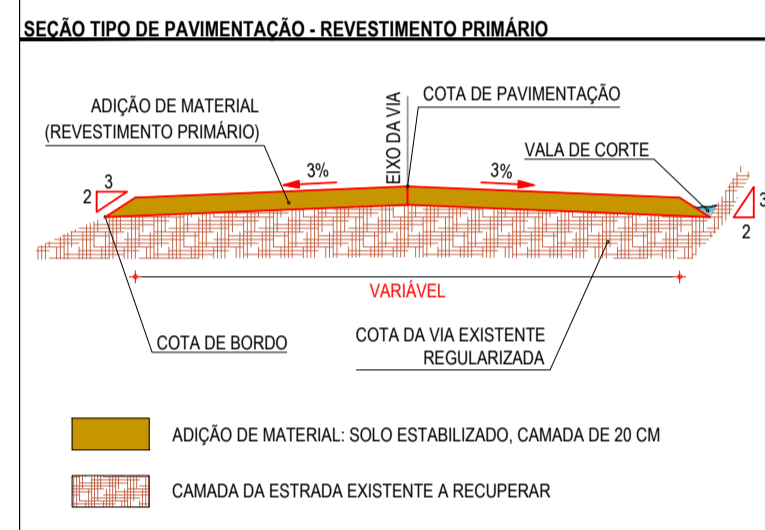 SEÇÃO TIPO DE PAVIMENTAÇÃO - REVESTIMENTO PRIMÁRIO
ADIÇÃO DE MATERIAL
(REVESTIMENTO PRIMÁRIO)
EIXO DA VIA
COTA DE PAVIMENTAÇÃO
VALA DE CORTE
3%
3%
3
2
3
2
VARIÁVEL
COTA DE BORDO
COTA DA VIA EXISTENTE
REGULARIZADA
ADIÇÃO DE MATERIAL: SOLO ESTABILIZADO, CAMADA DE 20 CM
CAMADA DA ESTRADA EXISTENTE A RECUPERAR